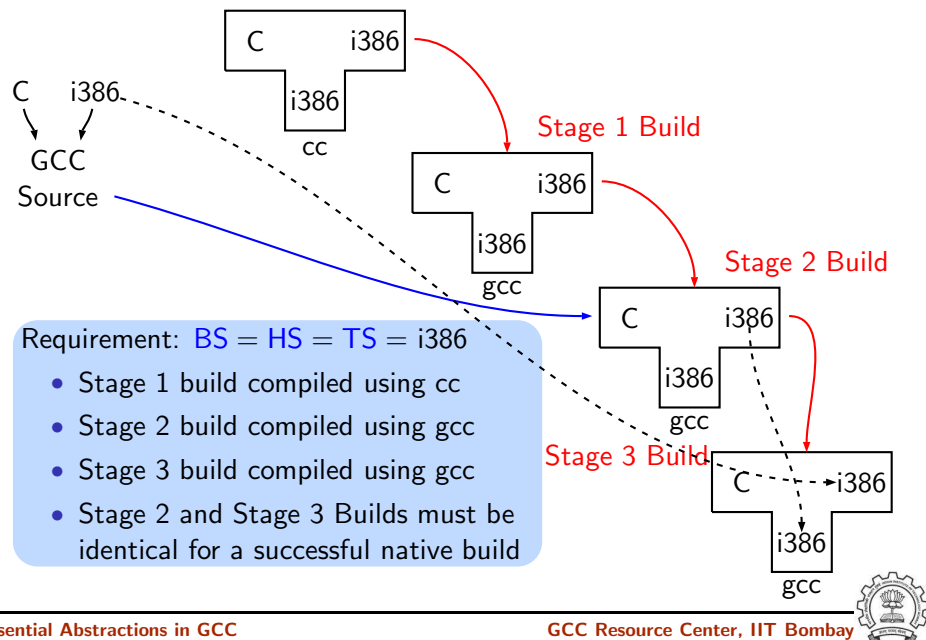 C i386
i386
cc
C i386
GCC
Source
Stage 1 Build
C i386
i386
gcc
Stage 2 Build
C i386
i386
gcc
Requirement: BS = HS = TS = i386
• Stage 1 build compiled using cc
• Stage 2 build compiled using gcc
• Stage 3 build compiled using gcc
• Stage 2 and Stage 3 Builds must be
identical for a successful native build
Stage 3 Build
C i386
i386
gcc
sential Abstractions in GCC
GCC Resource Center, IIT Bombay